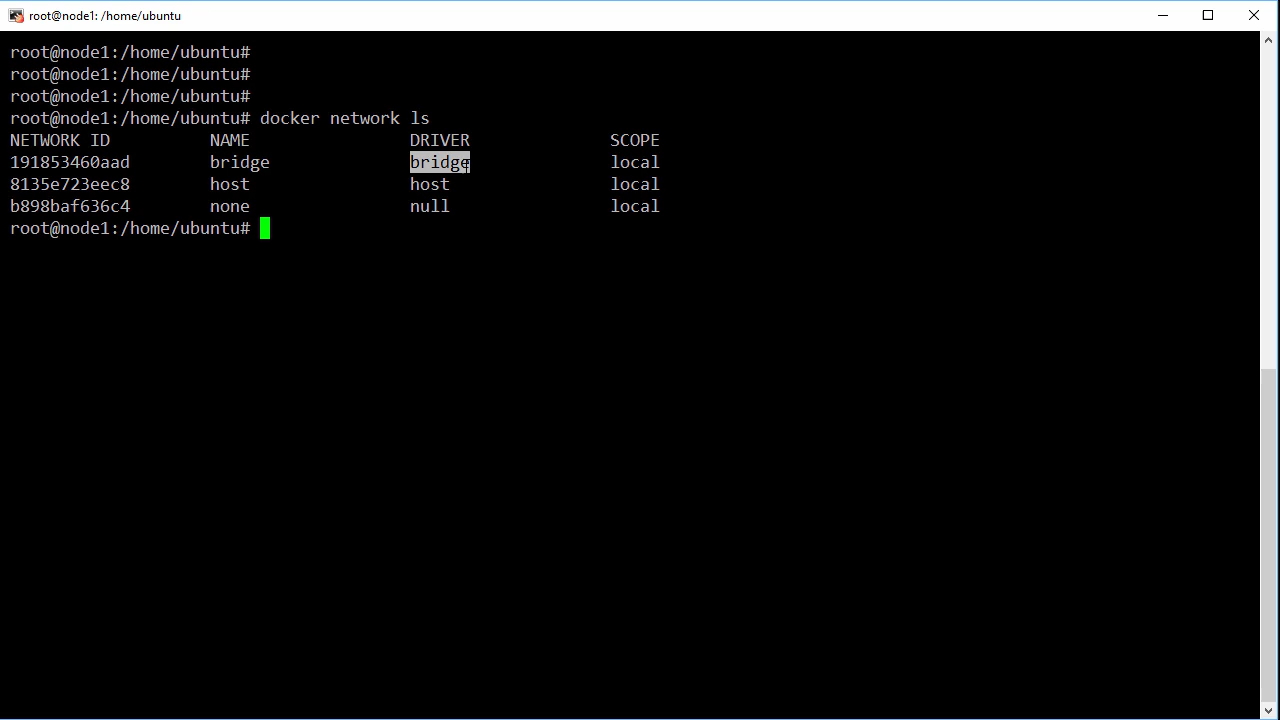 root@node1: /home/ubuntu
root@node1:/home/ubuntu#
root@node1:/home/ubuntu#
root@node1:/home/ubuntu#
root@node1:/home/ubuntu# docker network ls
NETWORK ID NAME DRIVER SCOPE
191853460aad bridge bridge local
8135e723eec8 host host local
b898baf636c4 none null local
root@node1:/home/ubuntu#